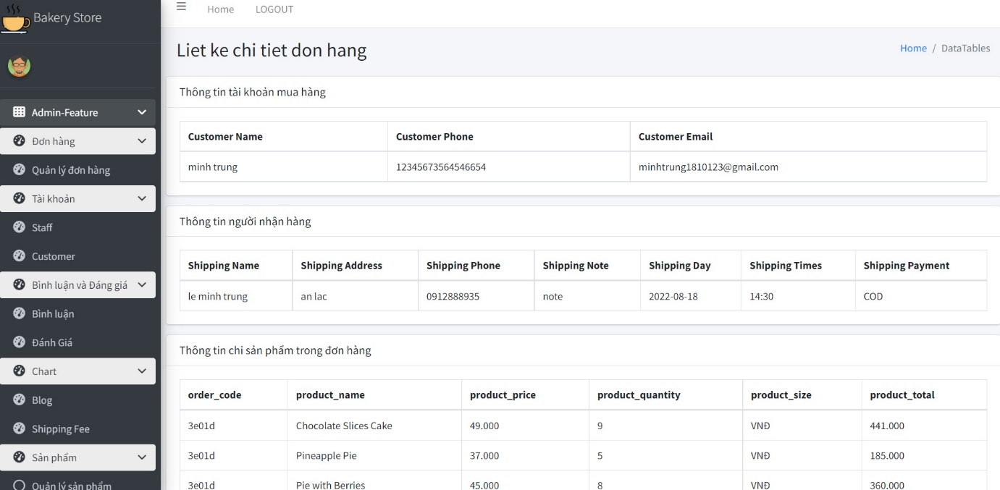 Bakery Store
Home LOGOUT
Liet ke chi tiet don hang
Home / DataTables
Admin-Feature
Đơn hàng
Quản lý đơn hàng
Tài khoản
Staff
Customer
Bình luận và Đáng giá
Bình luận
Đánh Giá
Chart
Blog
Shipping Fee
Sản phẩm
Quản lý sản phẩm
Thông tin tài khoản mua hàng
Customer Name Customer Phone Customer Email
minh trung 12345673564546654 minhtrung1810123@gmail.com
Thông tin người nhận hàng
Shipping Name Shipping Address Shipping Phone Shipping Note Shipping Day Shipping Times Shipping Payment
le minh trung an lac 0912888935 note 2022-08-18 14:30 COD
Thông tin chi sản phẩm trong đơn hàng
order_code product_name product_price product_quantity product_size product_total
3e01d Chocolate Slices Cake 49.000 9 VNĐ 441.000
3e01d Pineapple Pie 37.000 5 VNĐ 185.000
3e01d Pie with Berries 45.000 8 VNĐ 360.000